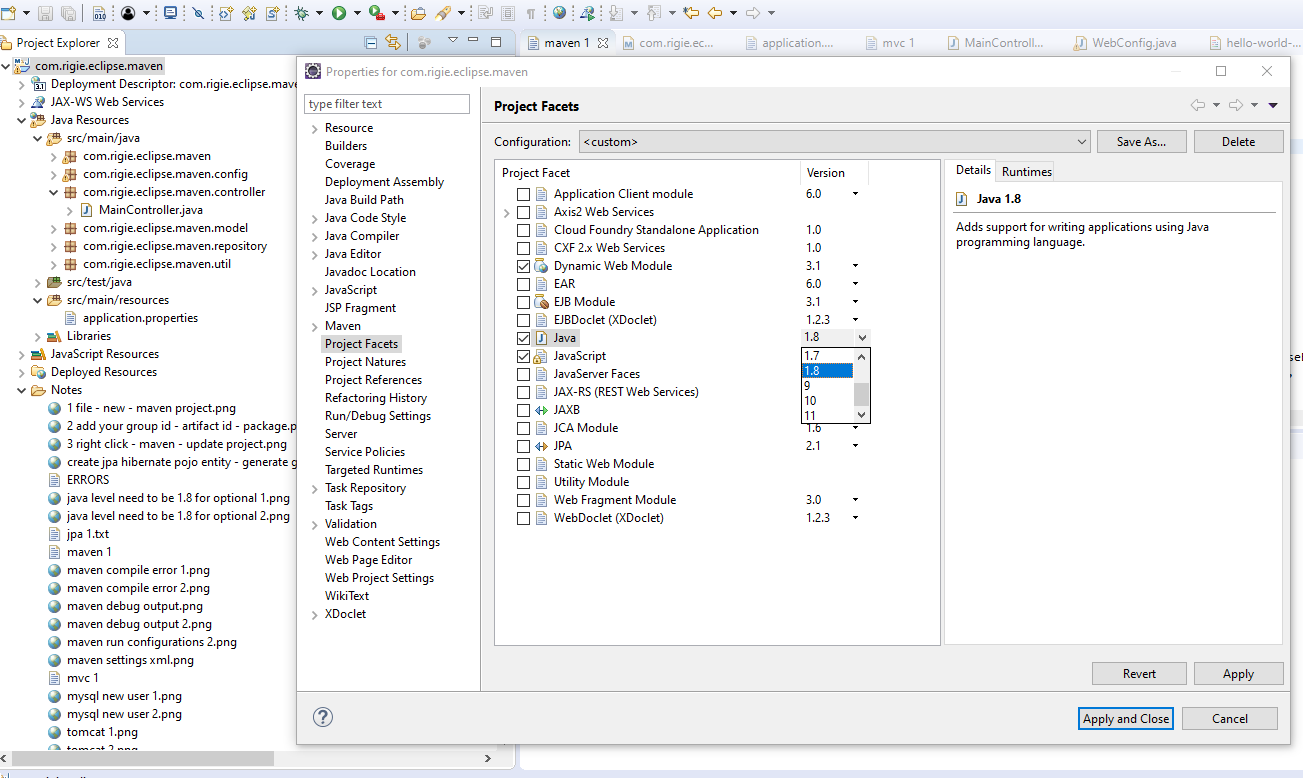 Project Explorer
maven 1
com.rigie.ec...
application....
mvc 1
MainControll...
WebConfig.java
hello-world-...
com.rigie.eclipse.maven
Deployment Descriptor: com.rigie.eclipse.mave
JAX-WS Web Services
Java Resources
src/main/java
com.rigie.eclipse.maven
com.rigie.eclipse.maven.config
com.rigie.eclipse.maven.controller
MainController.java
com.rigie.eclipse.maven.model
com.rigie.eclipse.maven.repository
com.rigie.eclipse.maven.util
src/test/java
src/main/resources
application.properties
Libraries
JavaScript Resources
Deployed Resources
Notes
1 file - new - maven project.png
2 add your group id - artifact id - package.p
3 right click - maven - update project.png
create jpa hibernate pojo entity - generate g
ERRORS
java level need to be 1.8 for optional 1.png
java level need to be 1.8 for optional 2.png
jpa 1.txt
maven 1
maven compile error 1.png
maven compile error 2.png
maven debug output.png
maven debug output 2.png
maven run configurations 2.png
maven settings xml.png
mvc 1
mysql new user 1.png
mysql new user 2.png
tomcat 1.png
tomcat 2.png
Properties for com.rigie.eclipse.maven
type filter text
Resource
Builders
Coverage
Deployment Assembly
Java Build Path
Java Code Style
Java Compiler
Java Editor
Javadoc Location
JavaScript
JSP Fragment
Maven
Project Facets
Project Natures
Project References
Refactoring History
Run/Debug Settings
Server
Service Policies
Targeted Runtimes
Task Repository
Task Tags
Validation
Web Content Settings
Web Page Editor
Web Project Settings
WikiText
XDoclet
Project Facets
Configuration: <custom> Save As... Delete
Project Facet Version
Application Client module 6.0
Axis2 Web Services
Cloud Foundry Standalone Application 1.0
CXF 2.x Web Services 1.0
Dynamic Web Module 3.1
EAR 6.0
EJB Module 3.1
EJBDoclet (XDoclet) 1.2.3
Java 1.8
JavaScript
JavaServer Faces
JAX-RS (REST Web Services)
JAXB
JCA Module 1.6
JPA 2.1
Static Web Module
Utility Module
Web Fragment Module 3.0
WebDoclet (XDoclet) 1.2.3
1.7
1.8
9
10
11
Details Runtimes
Java 1.8
Adds support for writing applications using Java
programming language.
Revert Apply
Apply and Close Cancel